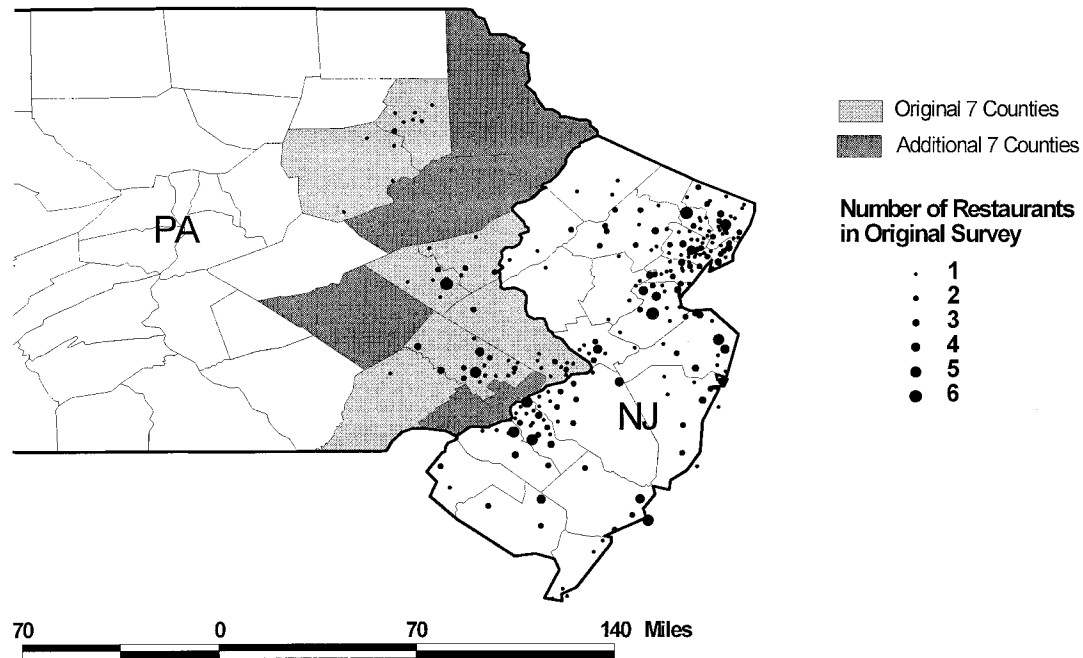 PA
NJ
Original 7 Counties
Additional 7 Counties
Number of Restaurants
in Original Survey
1
2
3
4
5
6
70 0 70 140 Miles